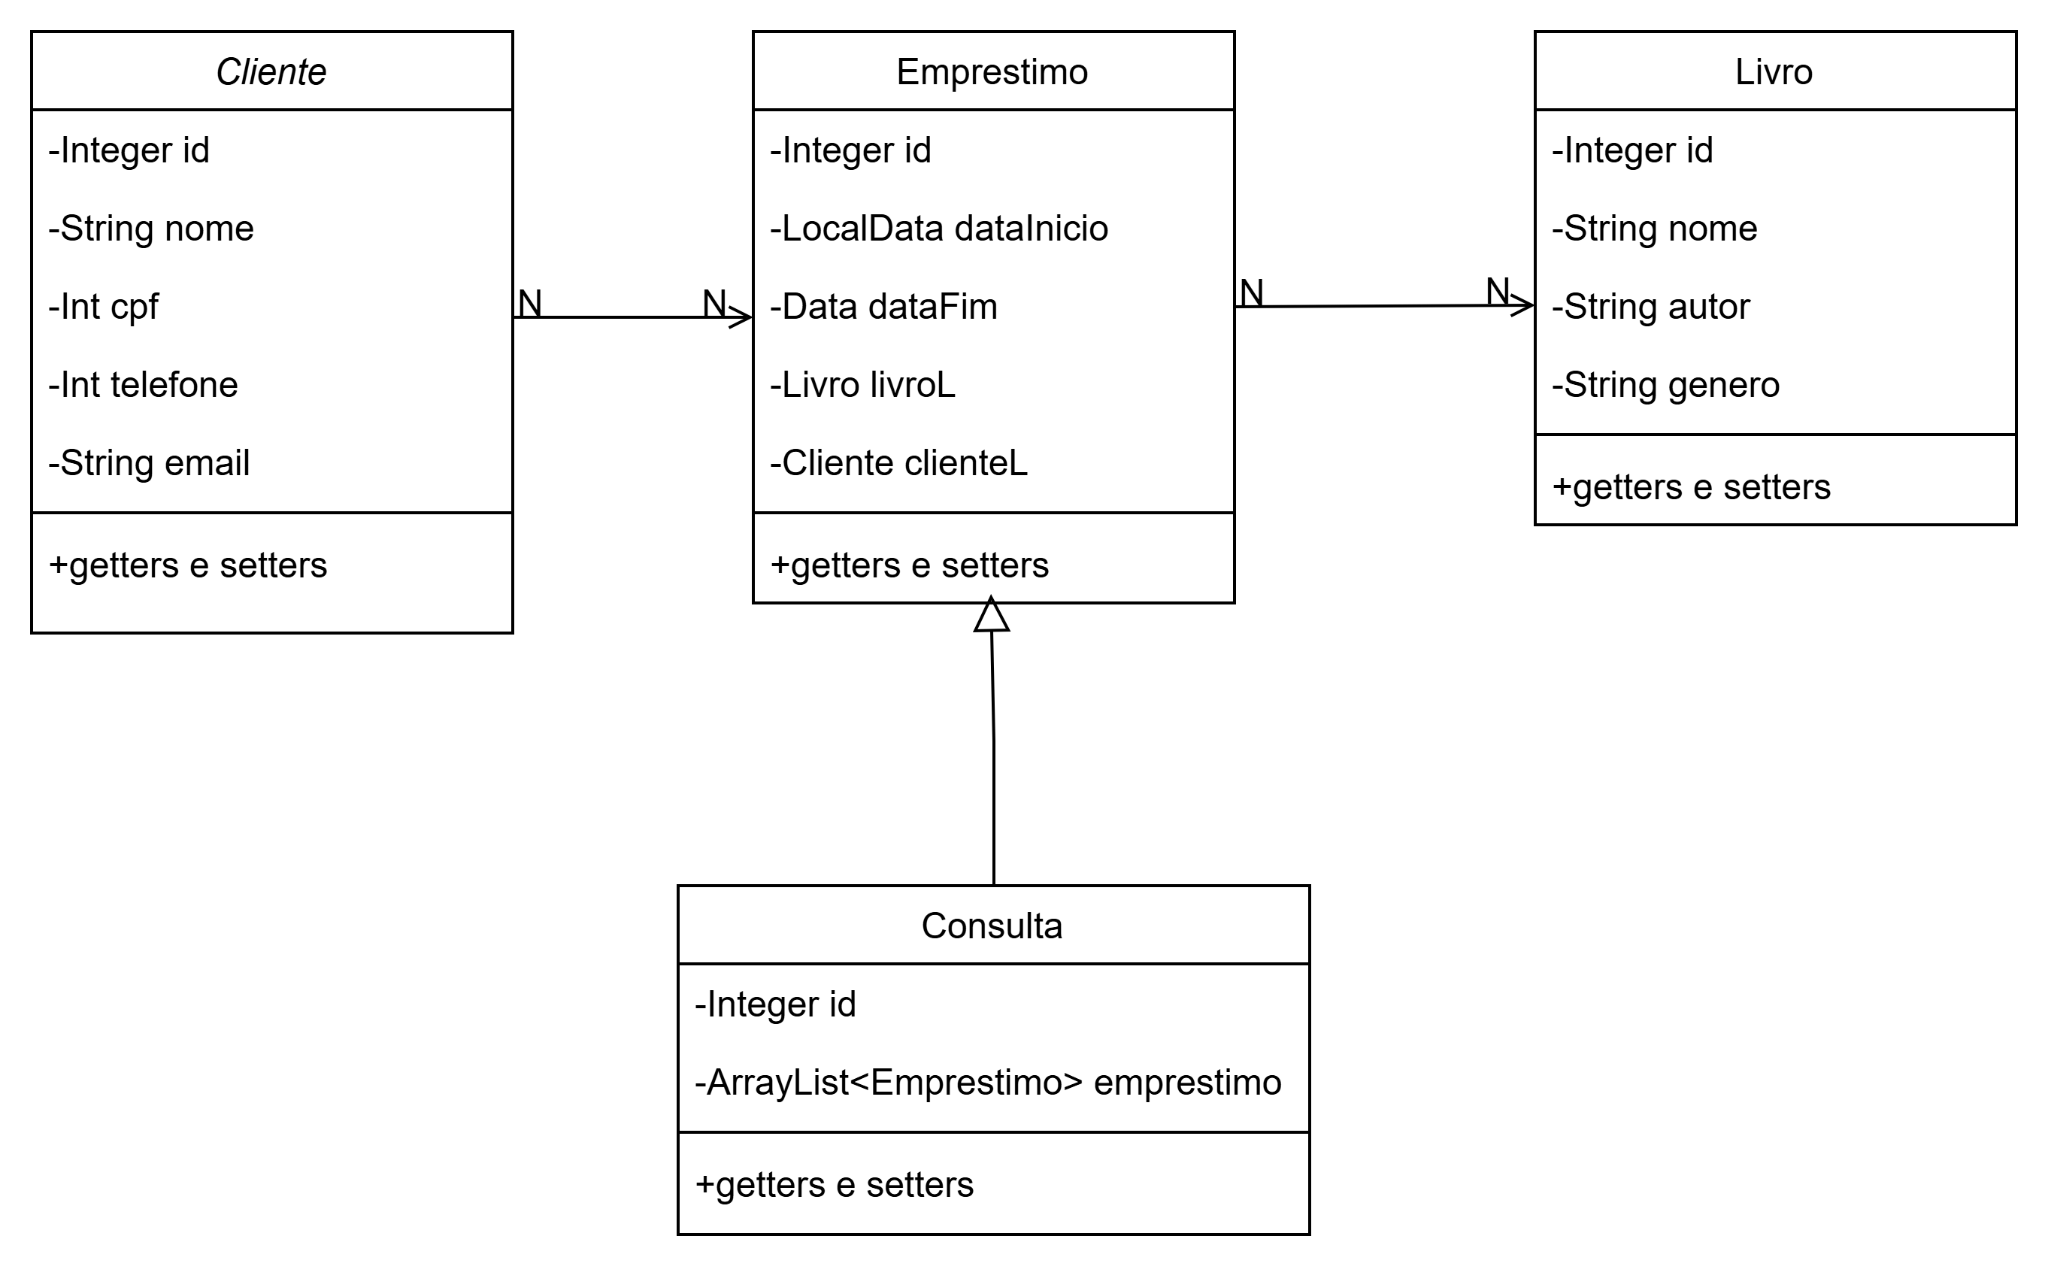 Cliente
-Integer id
-String nome
-Int cpf
-Int telefone
-String email
+getters e setters
N
N
Emprestimo
-Integer id
-LocalData dataInicio
-Data dataFim
-Livro livroL
-Cliente clienteL
+getters e setters
N
N
Livro
-Integer id
-String nome
-String autor
-String genero
+getters e setters
Consulta
-Integer id
-ArrayList<Emprestimo> emprestimo
+getters e setters